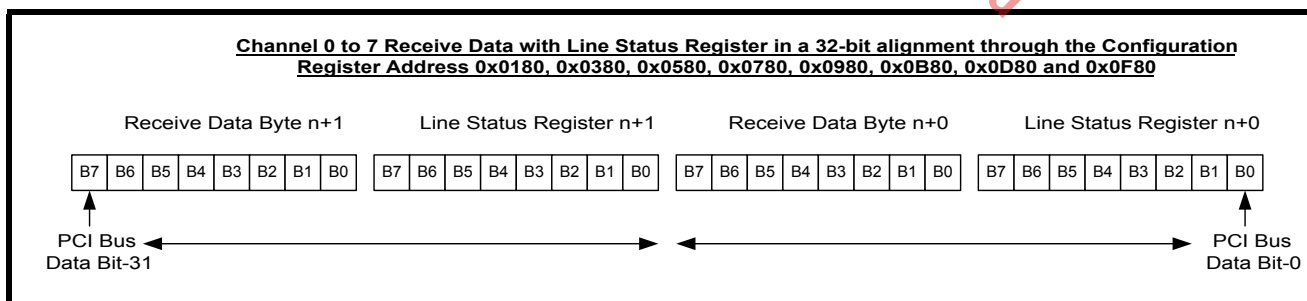 Channel 0 to 7 Receive Data with Line Status Register in a 32-bit alignment through the Configuration
Register Address 0x0180, 0x0380, 0x0580, 0x0780, 0x0980, 0x0B80, 0x0D80 and 0x0F80
Receive Data Byte n+1 Line Status Register n+1 Receive Data Byte n+0 Line Status Register n+0
B7 B6 B5 B4 B3 B2 B1 B0 B7 B6 B5 B4 B3 B2 B1 B0 B7 B6 B5 B4 B3 B2 B1 B0 B7 B6 B5 B4 B3 B2 B1 B0
PCI Bus PCI Bus
Data Bit-31 Data Bit-0